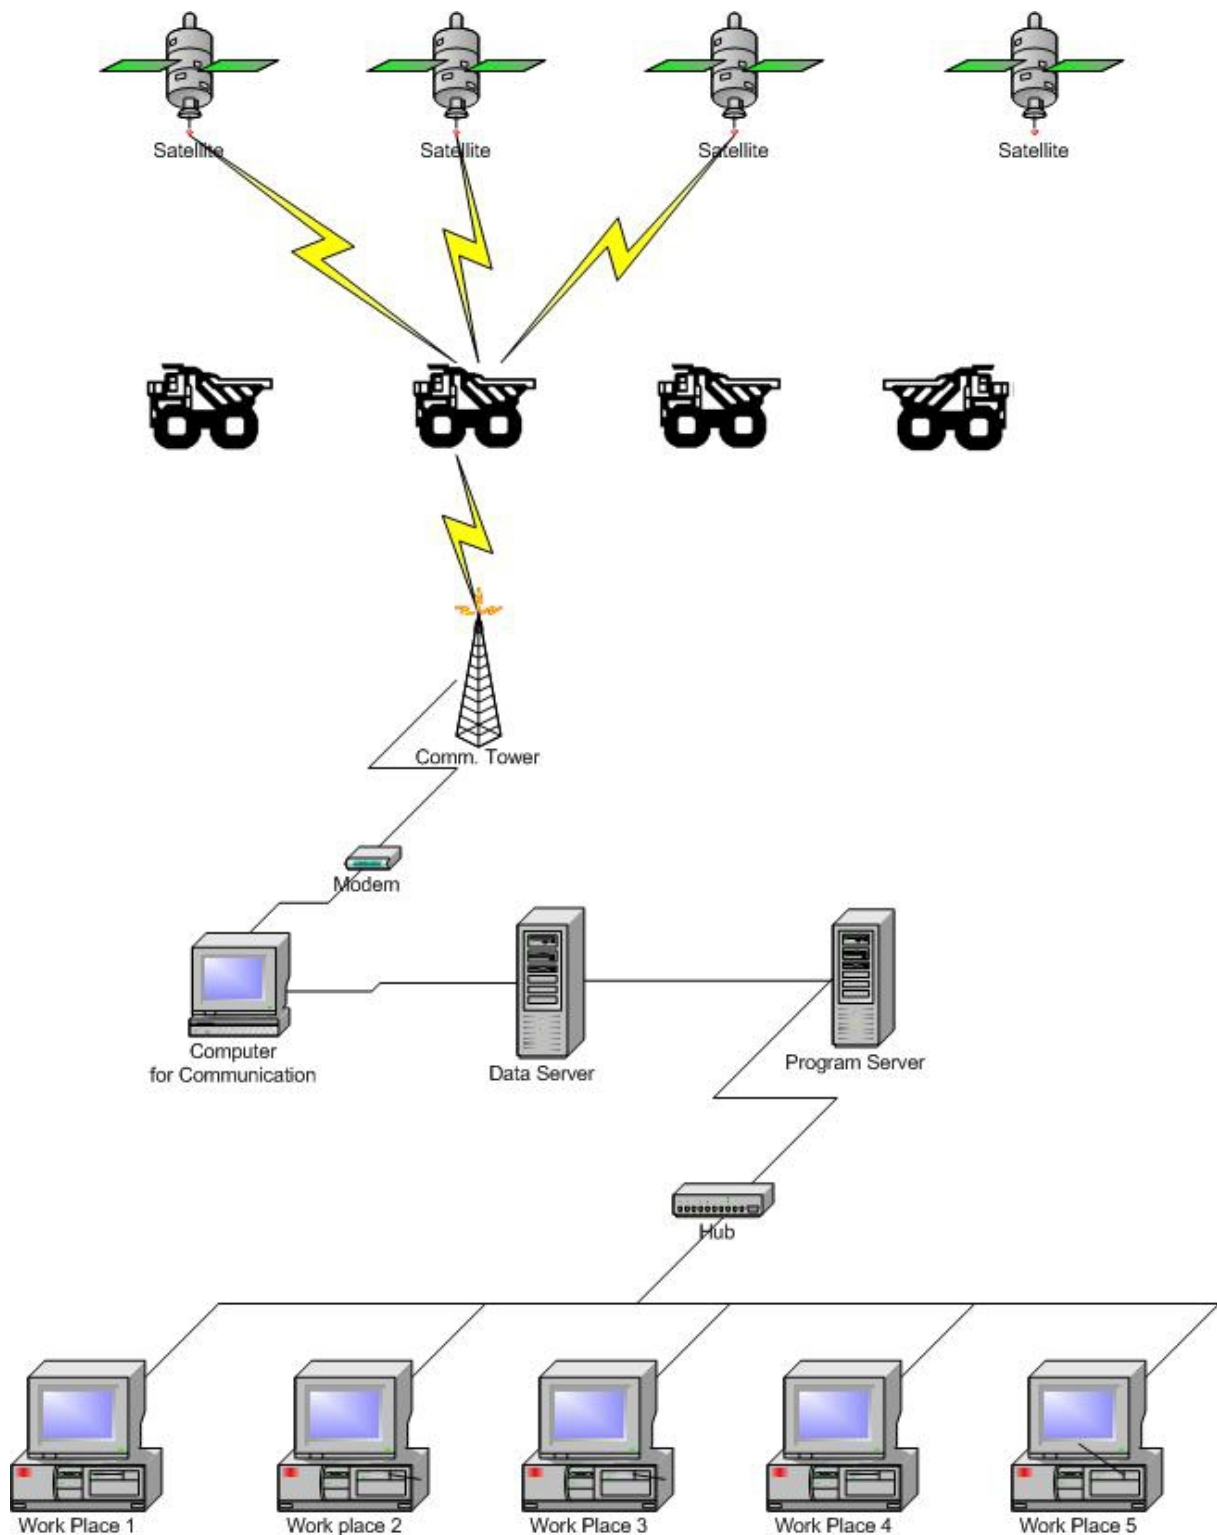 Satellite
Satellite
Satellite
Satellite
Comm. Tower
Modem
Computer
for Communication
Data Server
Program Server
Hub
Work Place 1
Work place 2
Work Place 3
Work Place 4
Work Place 5